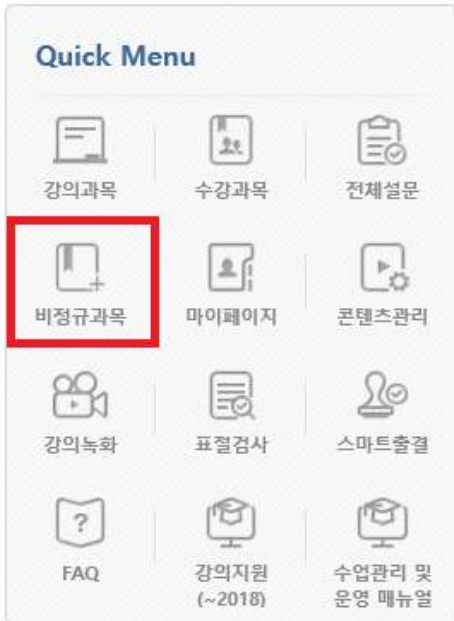 Quick Menu
강의과목
수강과목
전체설문
비정규과목
마이페이지
콘텐츠관리
강의녹화
표절검사
스마트출결
?
FAQ
강의지원
(~2018)
수업관리 및
운영 매뉴얼